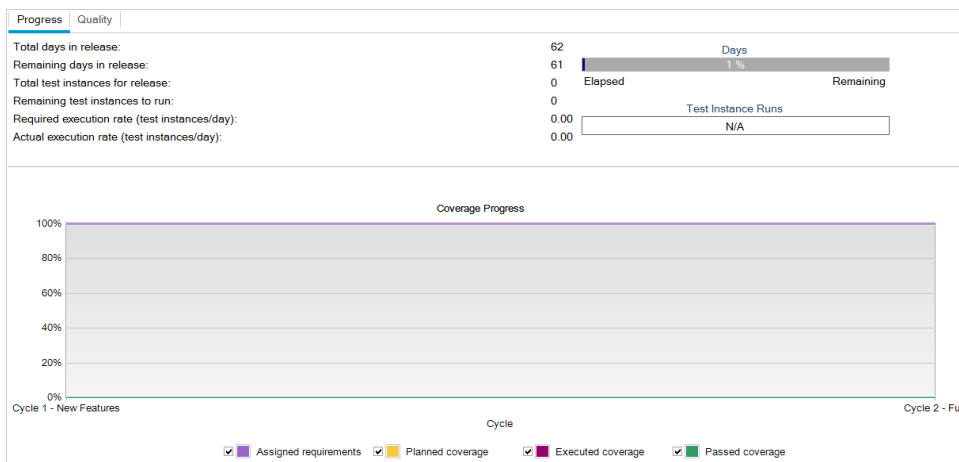 Progress Quality
Total days in release: 62
Remaining days in release: 61
Total test instances for release: 0
Remaining test instances to run: 0
Required execution rate (test instances/day): 0.00
Actual execution rate (test instances/day): 0.00
Days
1 %
Elapsed Remaining
Test Instance Runs
N/A
Coverage Progress
100%
80%
60%
40%
20%
0%
Cycle 1 - New Features Cycle 2 - Fu
Cycle
Assigned requirements Planned coverage Executed coverage Passed coverage